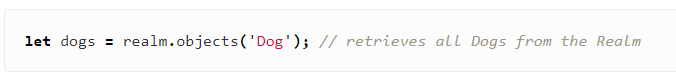 let dogs = realm.objects('Dog'); // retrieves all Dogs from the Realm